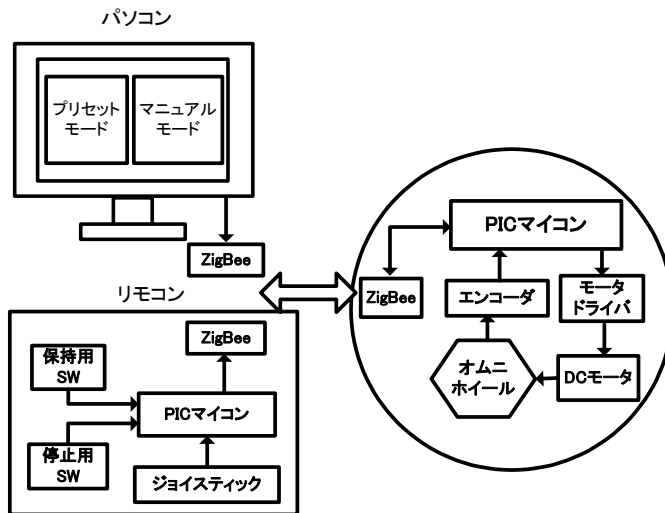 パソコン
プリセット
モード
マニュアル
モード
ZigBee
リモコン
ZigBee
保持用
SW
PICマイコン
停止用
SW
ジョイスティック
PICマイコン
ZigBee
エンコーダ
モータ
ドライバ
オムニ
ホイール
DCモータ